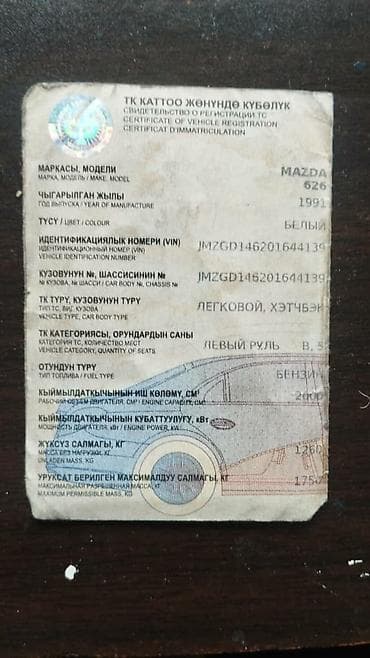 ТК КАТТОО ЖӨНҮНДӨ КҮБӨЛҮК
СВИДЕТЕЛЬСТВО О РЕГИСТРАЦИИ ТС
CERTIFICATE OF VEHICLE REGISTRATION
CERTIFICAT D'IMMATRICULATION
МАРКАСЫ, МОДЕЛИ
МАРКА, МОДЕЛЬ / MAKE, MODEL
MAZDA
626
ЧЫГАРЫЛГАН ЖЫЛЫ
ГОД ВЫПУСКА / YEAR OF MANUFACTURE
1991
ТҮСҮ / ЦВЕТ / COLOUR
БЕЛЫЙ
ИДЕНТИФИКАЦИЯЛЫК НОМЕРИ (VIN)
ИДЕНТИФИКАЦИОННЫЙ НОМЕР (VIN)
VEHICLE IDENTIFICATION NUMBER
JMZGD146201644139
КУЗОВУНУН №, ШАССИСИНИН №
№ КУЗОВА, № ШАССИ / CAR BODY №, CHASSIS №
JMZGD146201644139
ТК ТҮРҮ, КУЗОВУНУН ТҮРҮ
ТИП ТС, ВИД КУЗОВА
VEHICLE TYPE, CAR BODY TYPE
ЛЕГКОВОЙ, ХЭТЧБЭК
ТК КАТЕГОРИЯСЫ, ОРУНДАРДЫН САНЫ
КАТЕГОРИЯ ТС, КОЛИЧЕСТВО МЕСТ
VEHICLE CATEGORY, QUANTITY OF SEATS
ЛЕВЫЙ РУЛЬ B, 5
ОТУНДУН ТҮРҮ
ТИП ТОПЛИВА / FUEL TYPE
БЕНЗИН
КЫЙМЫЛДАТКЫЧЫНЫН ИШ КӨЛӨМҮ, СМ³
РАБОЧИЙ ОБЪЕМ ДВИГАТЕЛЯ, СМ³ / ENGINE CAPACITY, CM³
2000
КЫЙМЫЛДАТКЫЧЫНЫН КУБАТТУУЛУГУ, кВт
МОЩНОСТЬ ДВИГАТЕЛЯ, кВт / ENGINE POWER, kW
ЖҮКСҮЗ САЛМАГЫ, КГ
МАССА БЕЗ НАГРУЗКИ, КГ
UNLADEN MASS, KG
1260
УРУКСАТ БЕРИЛГЕН МАКСИМАЛДУУ САЛМАГЫ, КГ
МАКСИМАЛЬНАЯ РАЗРЕШЕННАЯ МАССА, КГ
MAXIMUM PERMISSIBLE MASS, KG